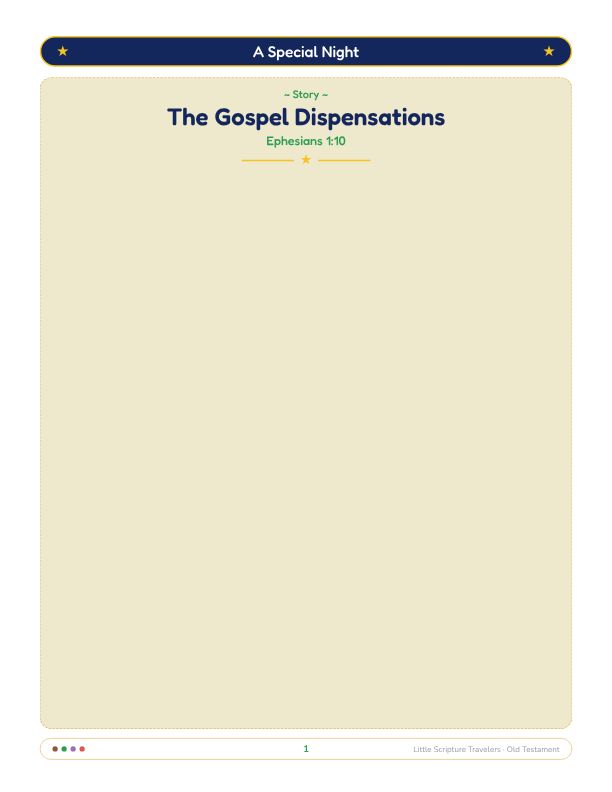 A Special Night
~ Story ~
The Gospel Dispensations
Ephesians 1:10
1
Little Scripture Travelers · Old Testament